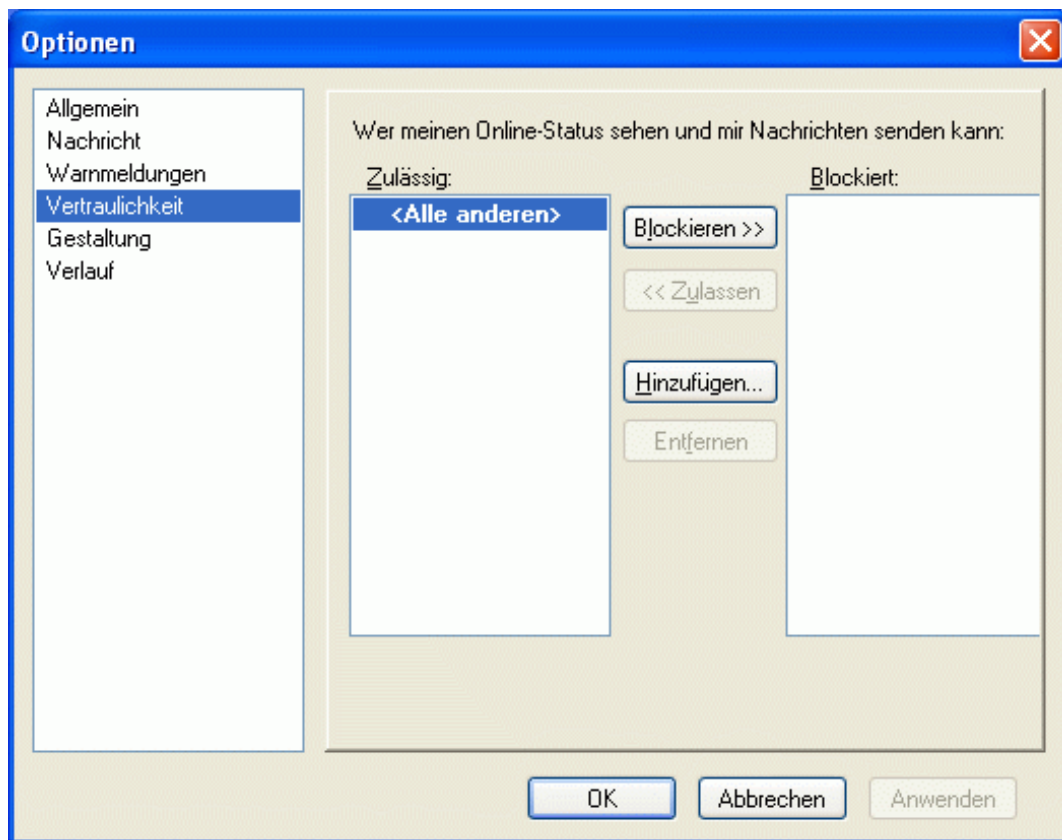 Optionen
Allgemein
Nachricht
Warnmeldungen
Vertraulichkeit
Gestaltung
Verlauf
Wer meinen Online-Status sehen und mir Nachrichten senden kann:
Zulässig:
<Alle anderen>
Blockieren >>
<< Zulassen
Hinzufügen...
Entfernen
Blockiert:
OK
Abbrechen
Anwenden